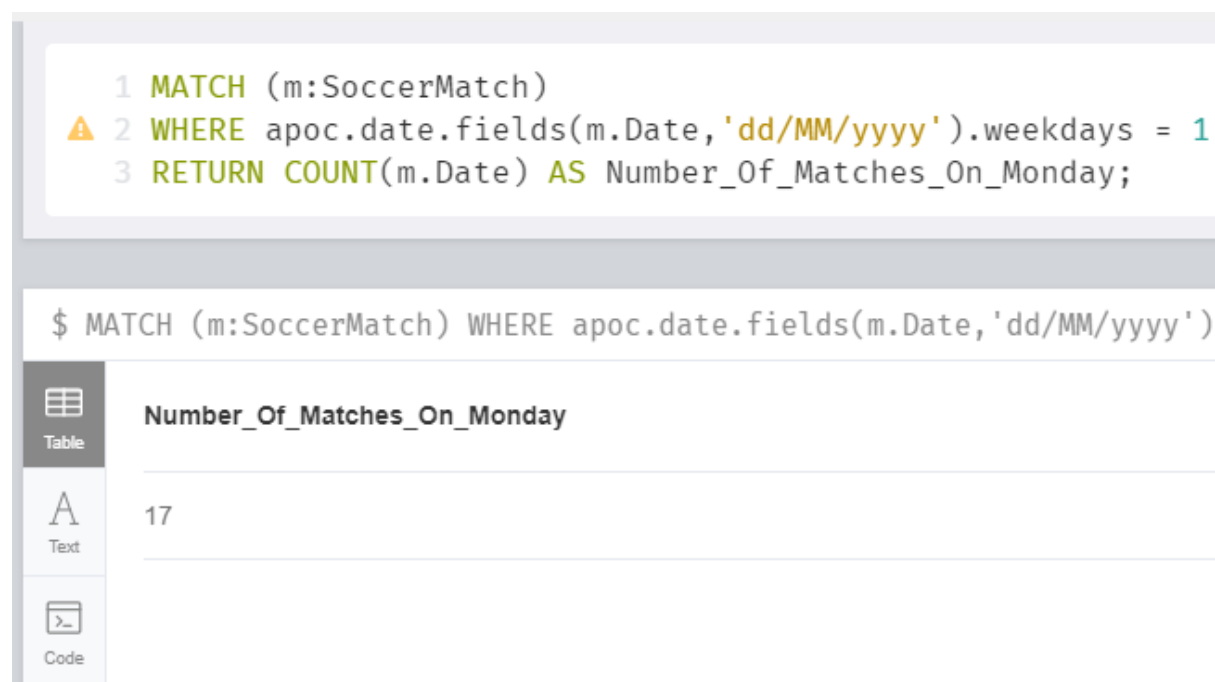 1 MATCH (m:SoccerMatch)
2 WHERE apoc.date.fields(m.Date,'dd/MM/yyyy').weekdays = 1
3 RETURN COUNT(m.Date) AS Number_Of_Matches_On_Monday;
$ MATCH (m:SoccerMatch) WHERE apoc.date.fields(m.Date,'dd/MM/yyyy')
Table
Number_Of_Matches_On_Monday
A
Text
17
Code